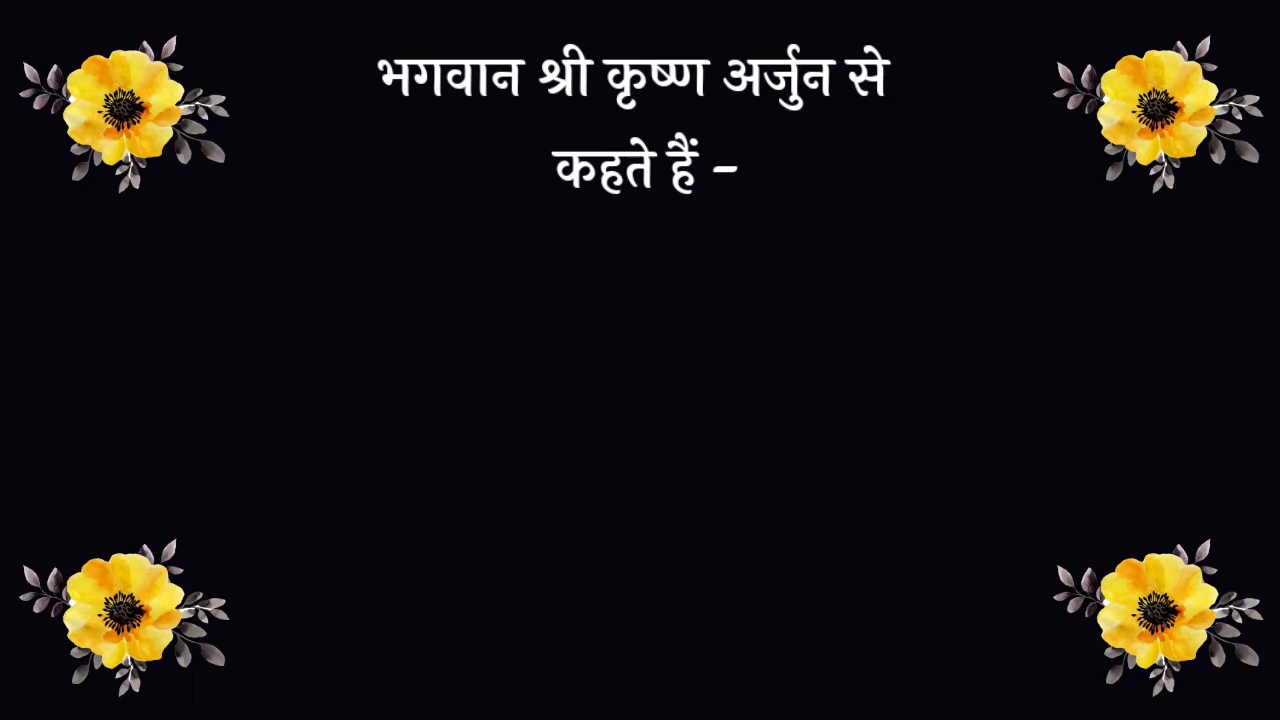 भगवान श्री कृष्ण अर्जुन से
कहते हैं -